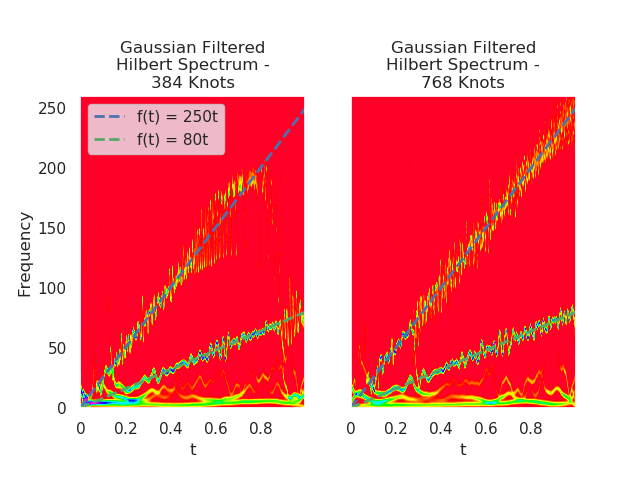 Gaussian Filtered
Hilbert Spectrum -
384 Knots
Gaussian Filtered
Hilbert Spectrum -
768 Knots
f(t) = 250t
f(t) = 80t
Frequency
250
200
150
100
50
0
0 0.2 0.4 0.6 0.8
t
0 0.2 0.4 0.6 0.8
t